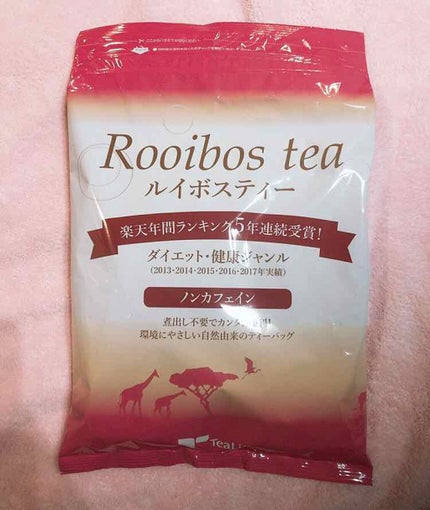 Rooibos tea
ルイボスティー
楽天年間ランキング5年連続受賞!
ダイエット・健康ジャンル
(2013・2014・2015・2016・2017年実績)
ノンカフェイン
煮出し不要でカンタン
環境にやさしい自然由来のティーバッグ